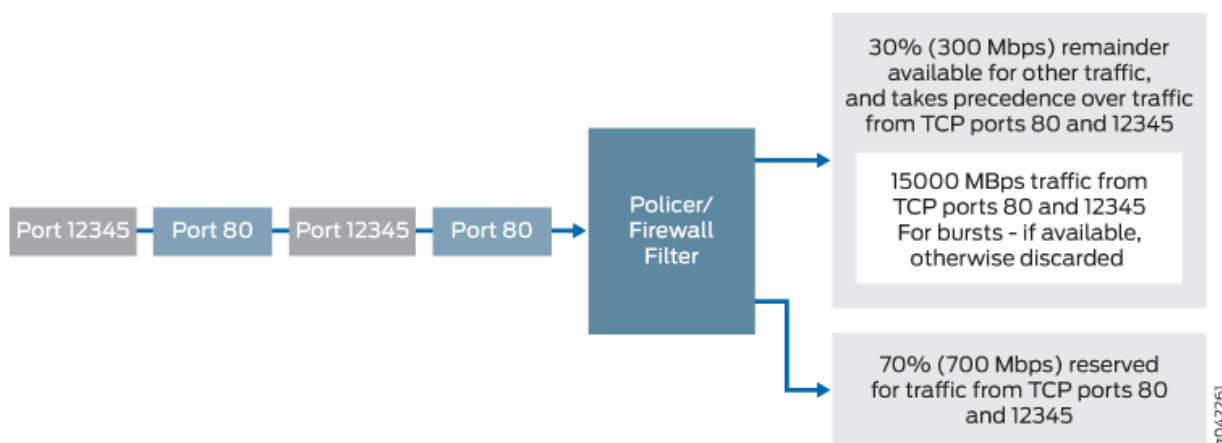 30% (300 Mbps) remainder
available for other traffic,
and takes precedence over traffic
from TCP ports 80 and 12345
15000 MBps traffic from
TCP ports 80 and 12345
For bursts - if available,
otherwise discarded
Port 12345
Port 80
Port 12345
Port 80
Policer/
Firewall
Filter
70% (700 Mbps) reserved
for traffic from TCP ports 80
and 12345
g042261